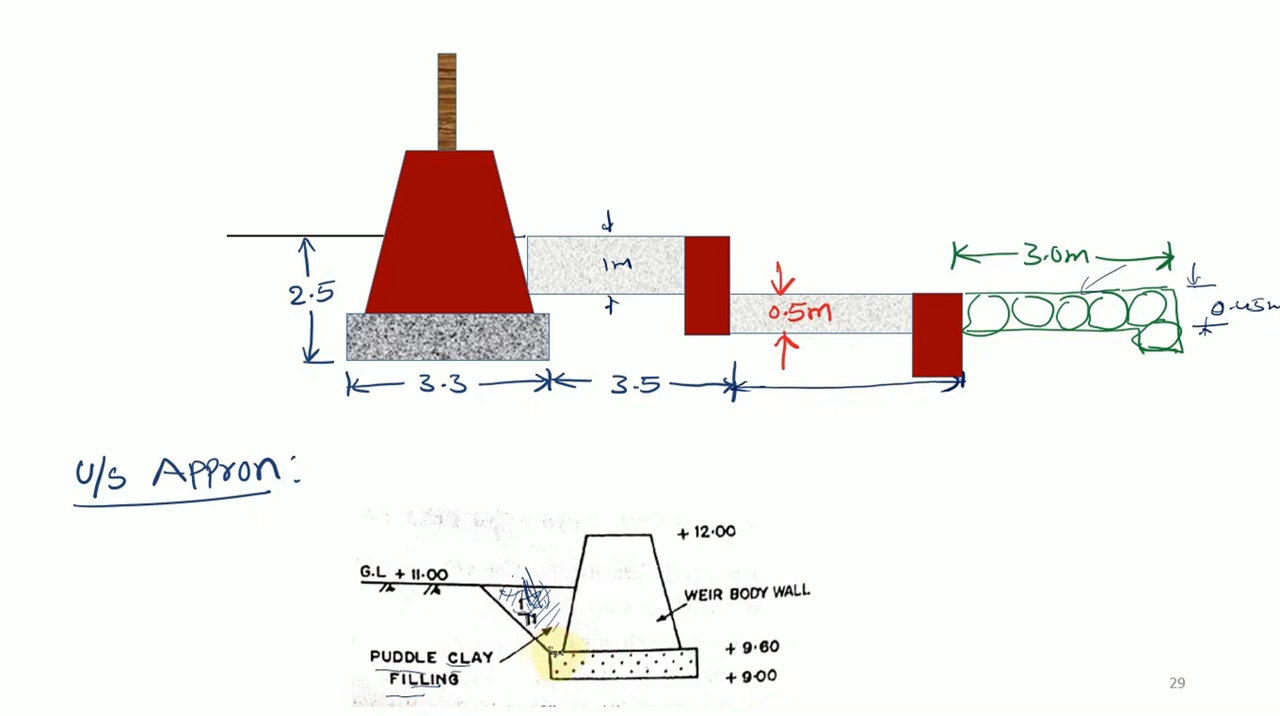 1m
3.0m
2.5
0.5m
3.3
3.5
U/s Appron:
+ 12.00
G.L + 11.00
WEIR BODY WALL
+ 9.60
PUDDLE CLAY
FILLING
+ 9.00
29